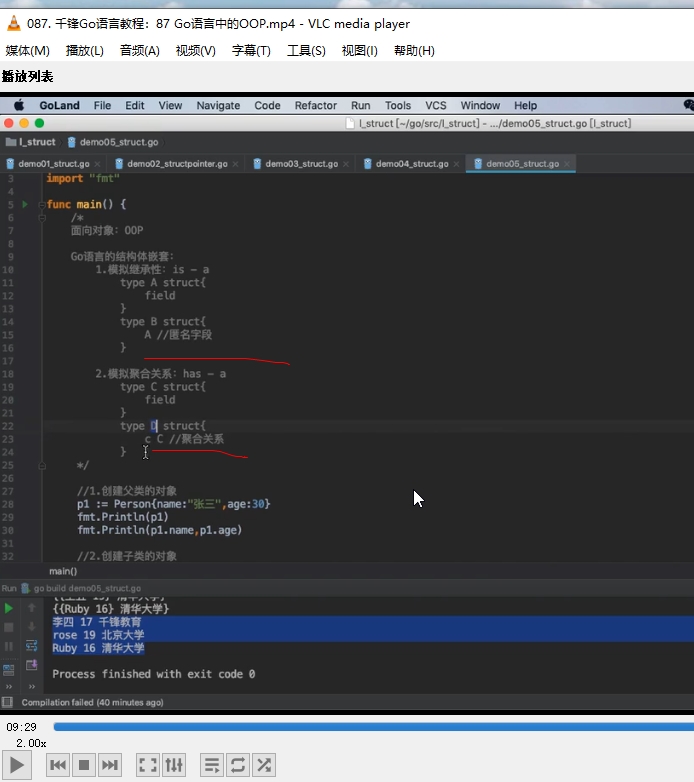 087. 千锋Go语言教程：87 Go语言中的OOP.mp4 - VLC media player
媒体(M) 播放(L) 音频(A) 视频(V) 字幕(T) 工具(S) 视图(I) 帮助(H)
播放列表
GoLand File Edit View Navigate Code Refactor Run Tools VCS Window Help
l_struct [~/go/src/l_struct] - .../demo05_struct.go [l_struct]
l_struct demo05_struct.go
demo01_struct.go demo02_structpointer.go demo03_struct.go demo04_struct.go demo05_struct.go
3 import "fmt"
4
5 func main() {
6 /*
7 面向对象：OOP
8
9 Go语言的结构体嵌套：
10 1.模拟继承性：is - a
11 type A struct{
12 field
13 }
14 type B struct{
15 A //匿名字段
16 }
17
18 2.模拟聚合关系：has - a
19 type C struct{
20 field
21 }
22 type D struct{
23 c C //聚合关系
24 }
25 */
26
27 //1.创建父类的对象
28 p1 := Person{name:"张三",age:30}
29 fmt.Println(p1)
30 fmt.Println(p1.name,p1.age)
31
32 //2.创建子类的对象
main()
Run go build demo05_struct.go
{{Ruby 16} 清华大学}
李四 17 千锋教育
rose 19 北京大学
Ruby 16 清华大学
Process finished with exit code 0
Compilation failed (40 minutes ago)
09:29
2.00x